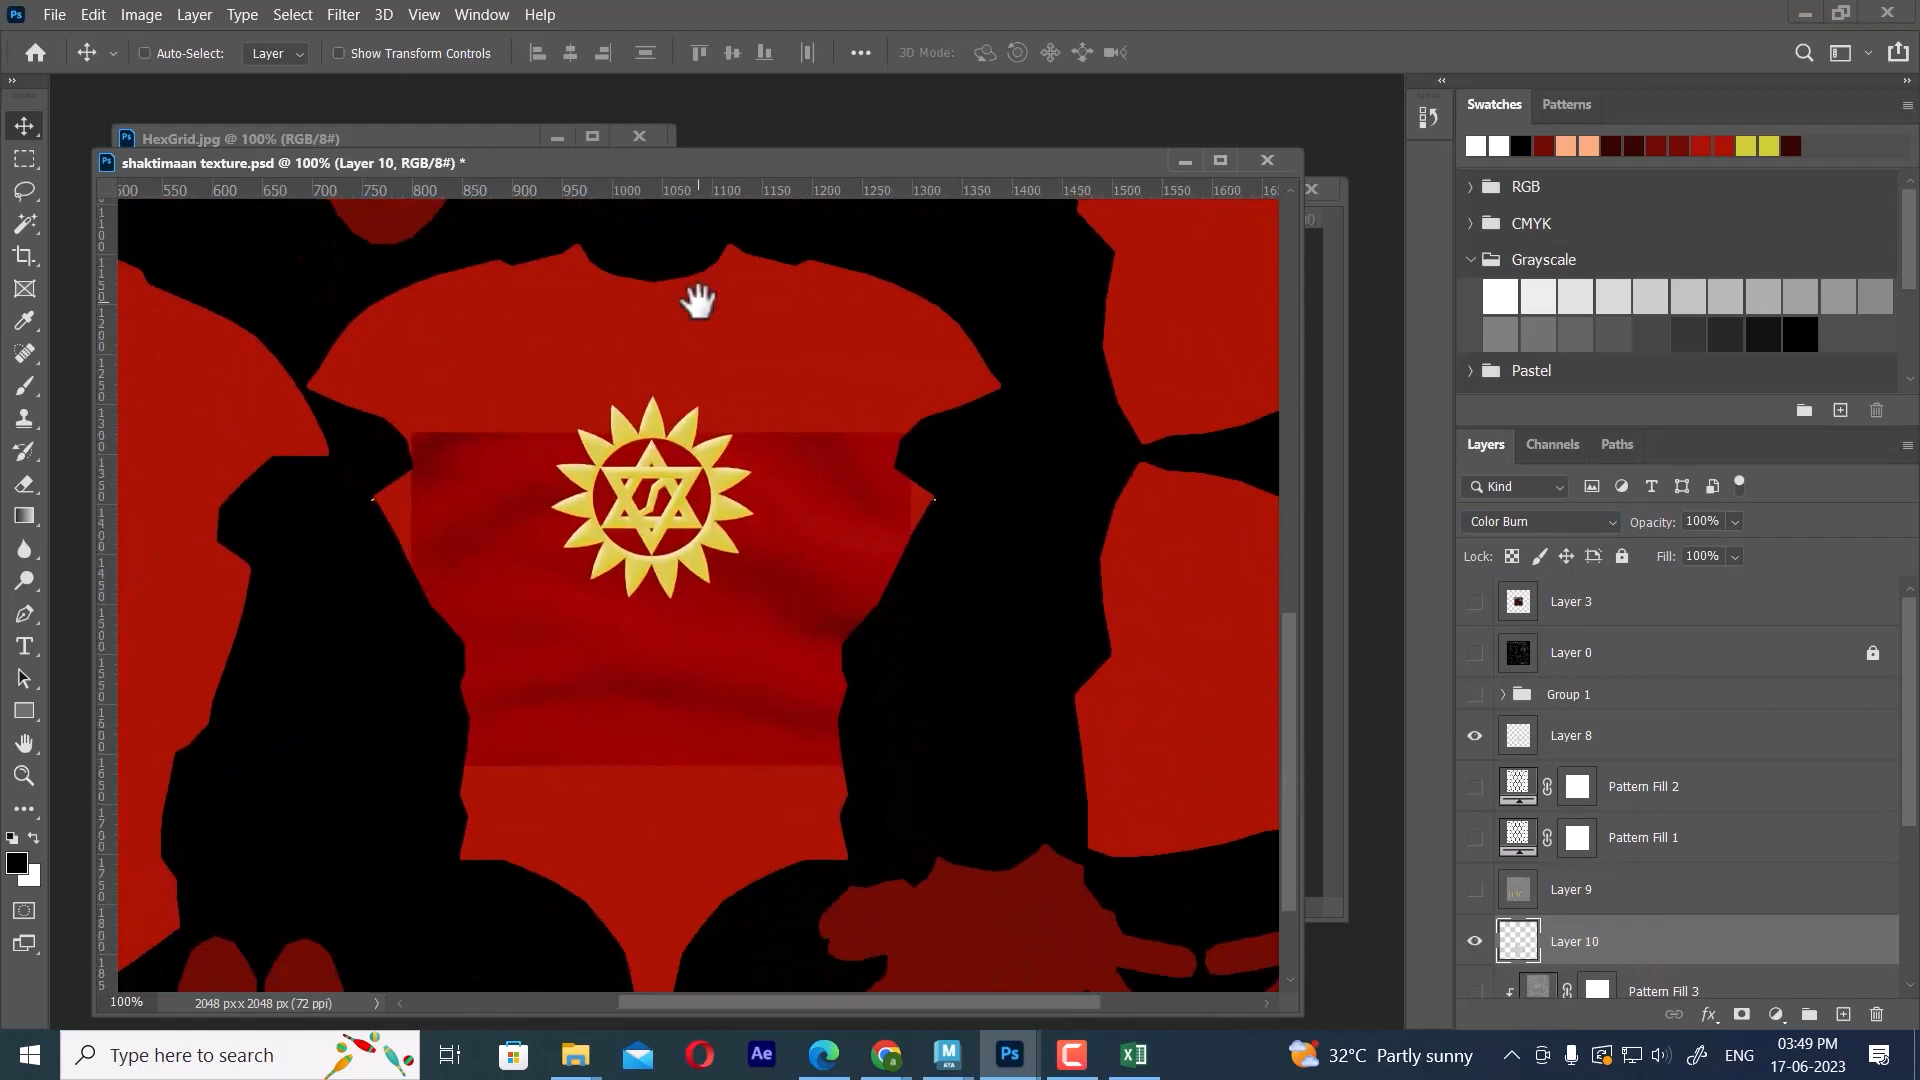 Ps File Edit Image Layer Type Select Filter 3D View Window Help
Auto-Select: Layer Show Transform Controls 3D Mode:
HexGrid.jpg @ 100% (RGB/8#)
shaktimaan texture.psd @ 100% (Layer 10, RGB/8#) *
500 550 600 650 700 750 800 850 900 950 1000 1050 1100 1150 1200 1250 1300 1350 1400 1450 1500 1550 1600
100% 2048 px x 2048 px (72 ppi)
Swatches Patterns
RGB
CMYK
Grayscale
Pastel
Layers Channels Paths
Kind
Color Burn Opacity: 100%
Lock: Fill: 100%
Layer 3
Layer 0
Group 1
Layer 8
Pattern Fill 2
Pattern Fill 1
Layer 9
Layer 10
Pattern Fill 3
Type here to search
Ae
Ps
32°C Partly sunny
ENG
03:49 PM
17-06-2023